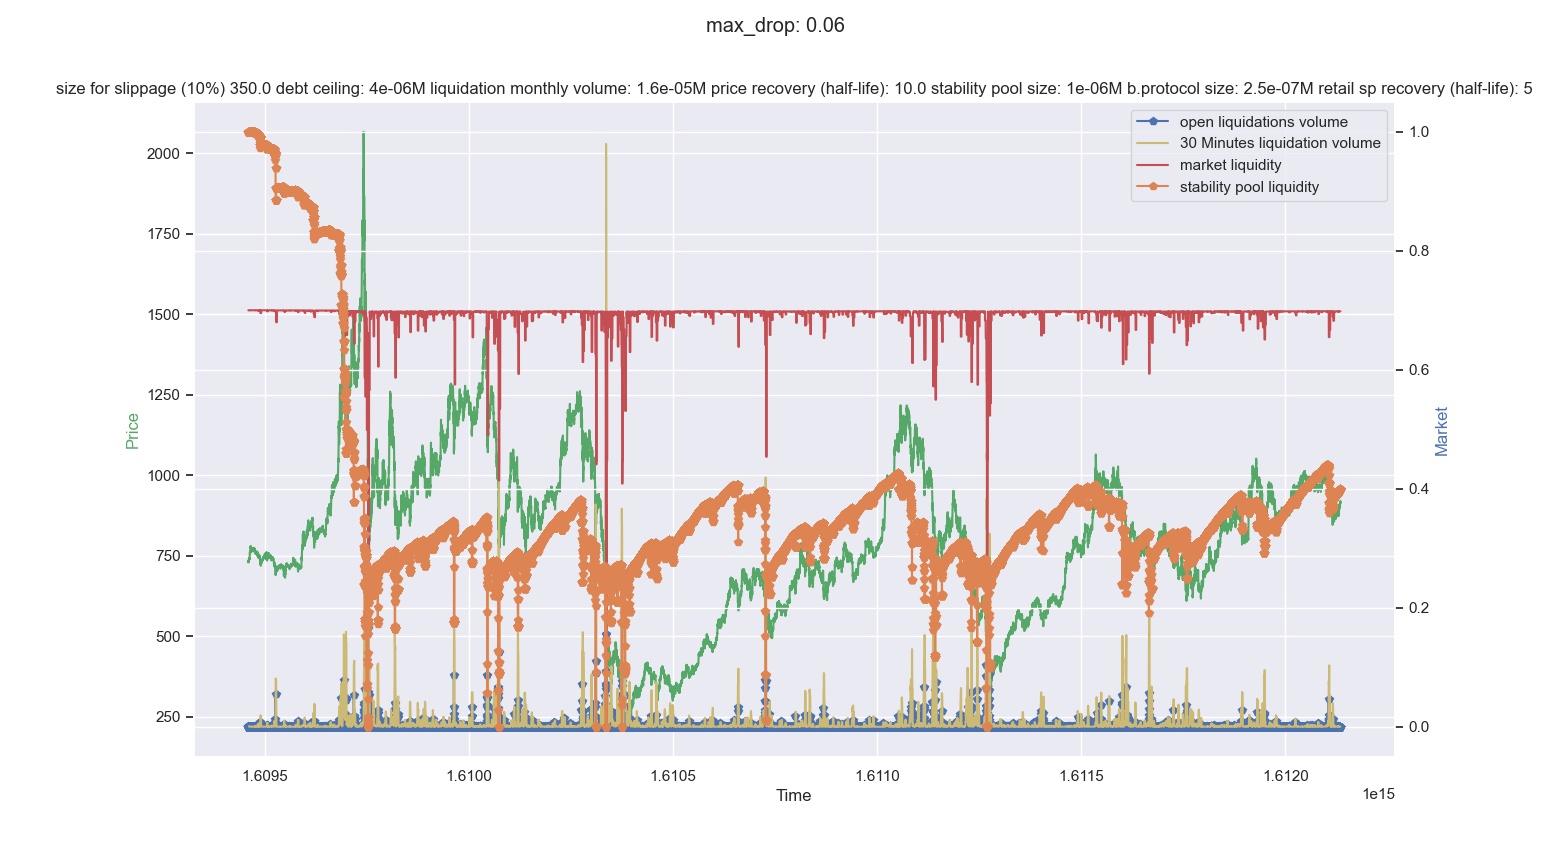 max_drop: 0.06
size for slippage (10%) 350.0 debt ceiling: 4e-06M liquidation monthly volume: 1.6e-05M price recovery (half-life): 10.0 stability pool size: 1e-06M b.protocol size: 2.5e-07M retail sp recovery (half-life): 5
open liquidations volume
30 Minutes liquidation volume
market liquidity
stability pool liquidity
2000
1750
1500
1250
1000
750
500
250
Price
1.0
0.8
0.6
0.4
0.2
0.0
Market
1.6095 1.6100 1.6105 1.6110 1.6115 1.6120
Time
1e15